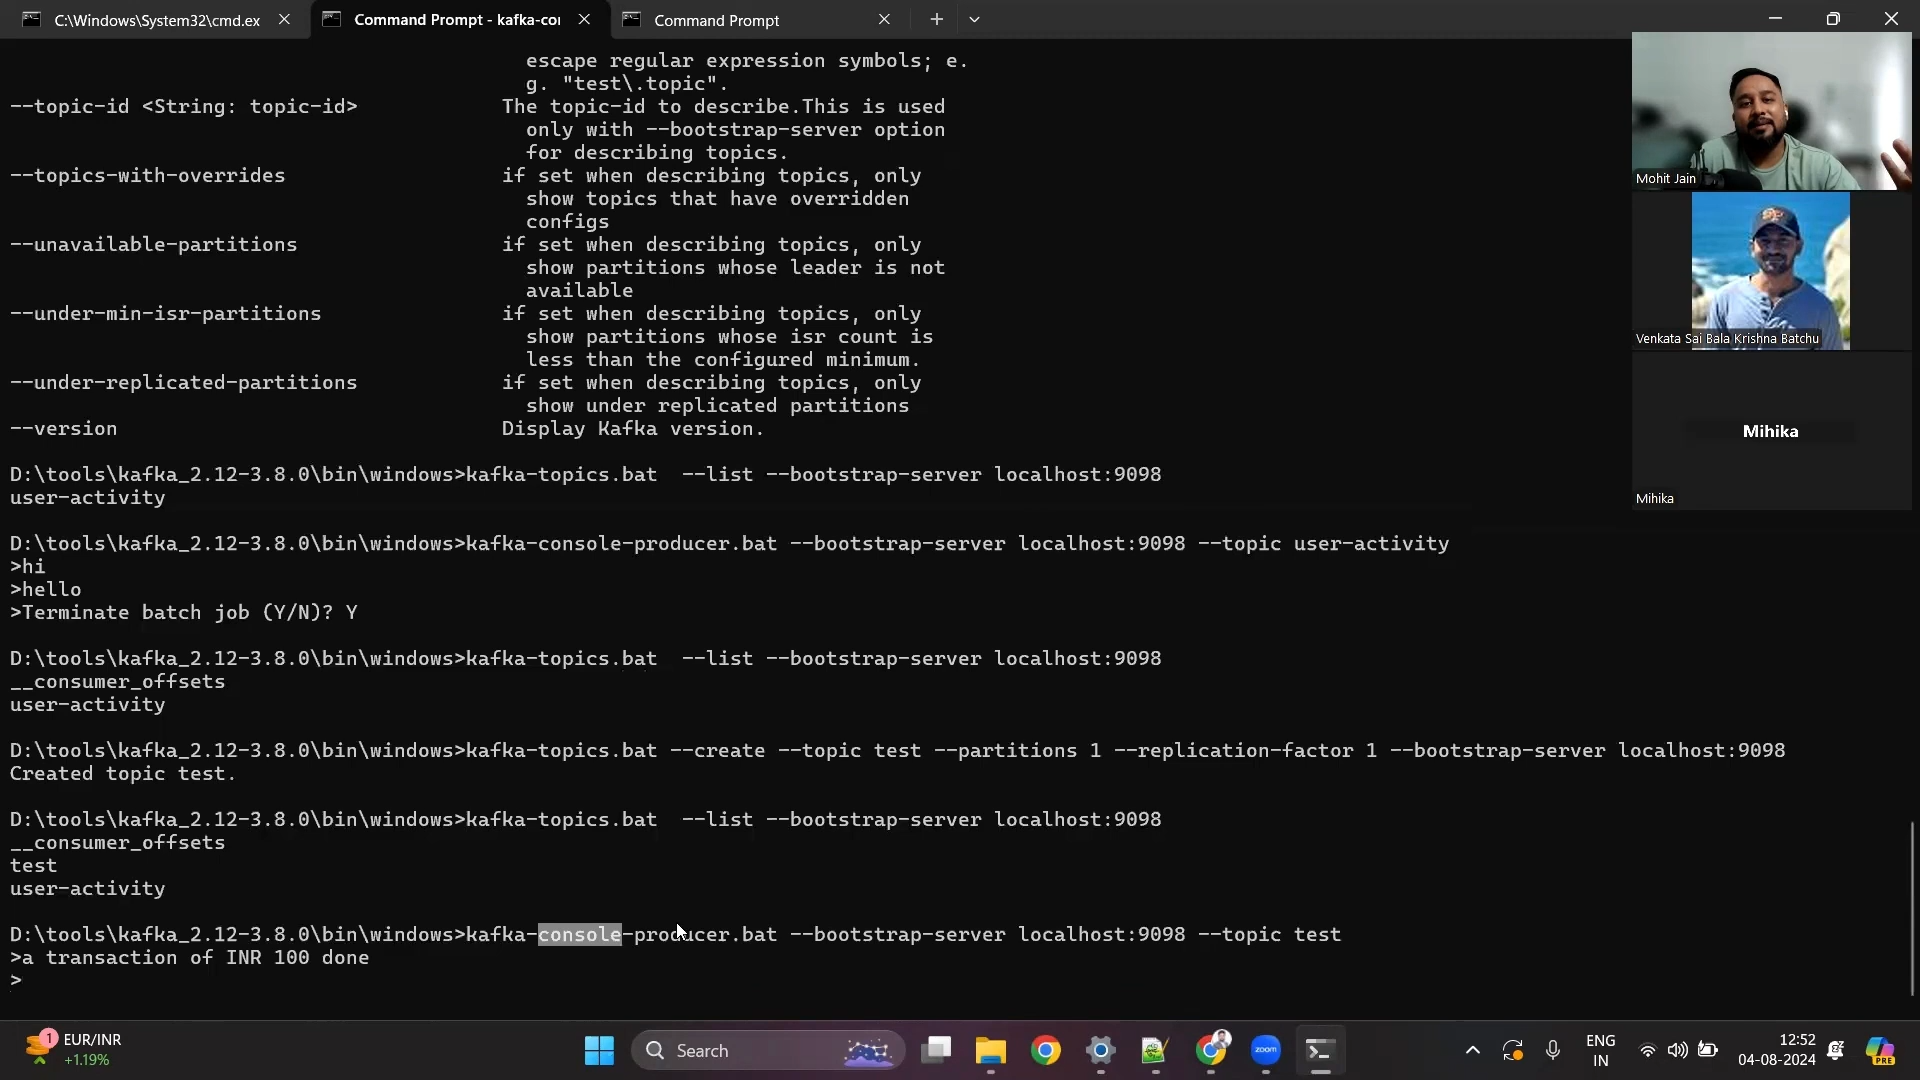 C:\Windows\System32\cmd.ex
Command Prompt - kafka-coı
Command Prompt
escape regular expression symbols; e.
g. "test\.topic".
--topic-id <String: topic-id> The topic-id to describe.This is used
only with --bootstrap-server option
for describing topics.
--topics-with-overrides if set when describing topics, only
show topics that have overridden
configs
--unavailable-partitions if set when describing topics, only
show partitions whose leader is not
available
--under-min-isr-partitions if set when describing topics, only
show partitions whose isr count is
less than the configured minimum.
--under-replicated-partitions if set when describing topics, only
show under replicated partitions
--version Display Kafka version.
D:\tools\kafka_2.12-3.8.0\bin\windows>kafka-topics.bat  --list --bootstrap-server localhost:9098
user-activity
D:\tools\kafka_2.12-3.8.0\bin\windows>kafka-console-producer.bat --bootstrap-server localhost:9098 --topic user-activity
>hi
>hello
>Terminate batch job (Y/N)? Y
D:\tools\kafka_2.12-3.8.0\bin\windows>kafka-topics.bat  --list --bootstrap-server localhost:9098
__consumer_offsets
user-activity
D:\tools\kafka_2.12-3.8.0\bin\windows>kafka-topics.bat --create --topic test --partitions 1 --replication-factor 1 --bootstrap-server localhost:9098
Created topic test.
D:\tools\kafka_2.12-3.8.0\bin\windows>kafka-topics.bat  --list --bootstrap-server localhost:9098
__consumer_offsets
test
user-activity
D:\tools\kafka_2.12-3.8.0\bin\windows>kafka-console-producer.bat --bootstrap-server localhost:9098 --topic test
>a transaction of INR 100 done
>
Mohit Jain
Venkata Sai Bala Krishna Batchu
Mihika
Mihika
1
EUR/INR
+1.19%
Search
zoom
ENG
IN
12:52
04-08-2024
PRE